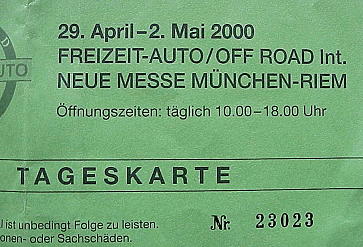 29. April–2. Mai 2000
FREIZEIT-AUTO/OFF ROAD Int.
NEUE MESSE MÜNCHEN-RIEM
Öffnungszeiten: täglich 10.00–18.00 Uhr
AUTO
TAGESKARTE
l ist unbedingt Folge zu leisten.
onen- oder Sachschäden.
Nr. 23023